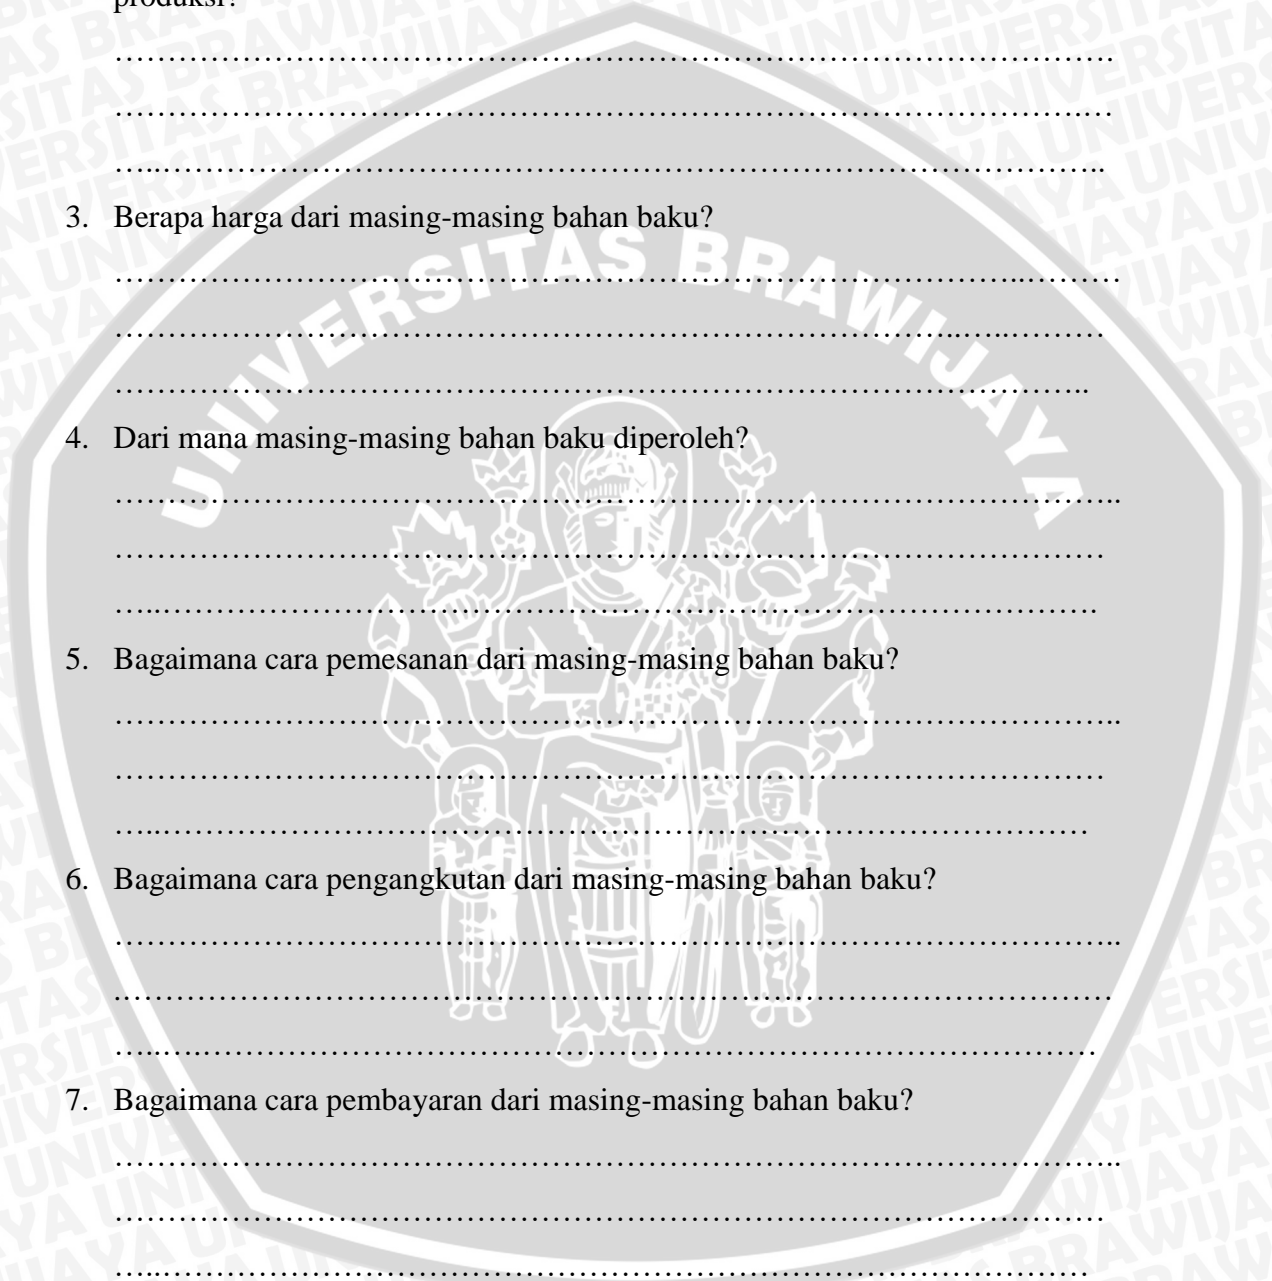 produksi?
……………………………………………………………………………….
…………………………………………………………………………….…
…..…………………………………………………………………………..
3. Berapa harga dari masing-masing bahan baku?
………………………………………………………………………..………
………………………………………………………………………..………
……………………………………………………………………………..
4. Dari mana masing-masing bahan baku diperoleh?
………………………………………………………………………………..
………………………………………………………………………………
…..………………………………………………………………………….
5. Bagaimana cara pemesanan dari masing-masing bahan baku?
………………………………………………………………………………..
………………………………………………………………………………
…..…………………………………………………………………………
6. Bagaimana cara pengangkutan dari masing-masing bahan baku?
………………………………………………………………………………..
.……………………………………………………………………………….
…..….………………………………………………………………………
7. Bagaimana cara pembayaran dari masing-masing bahan baku?
………………………………………………………………………………..
………………………………………………………………………………
…..…………………………………………………………………………
UNIVERSITAS BRAWIJAYA